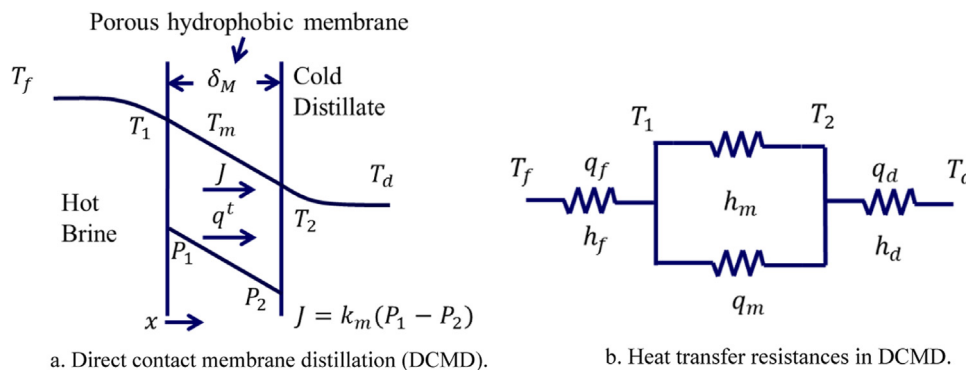 Porous hydrophobic membrane
T_f
δ_M
Cold
Distillate
T_1
T_m
J
T_d
q^t
T_2
Hot
Brine
P_1
P_2
x
J = k_m(P_1 − P_2)
a. Direct contact membrane distillation (DCMD).
T_1
T_2
T_f
q_f
q_d
h_m
h_f
h_d
q_m
b. Heat transfer resistances in DCMD.